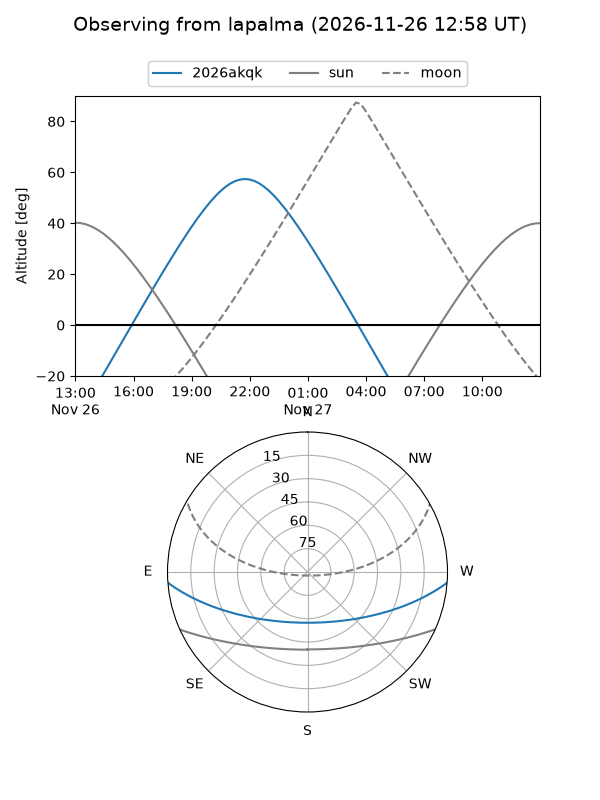 Observing from lapalma (2026-11-26 12:58 UT)
2026akqk sun moon
Altitude [deg]
80
60
40
20
0
−20
13:00 16:00 19:00 22:00 01:00 04:00 07:00 10:00
Nov 26 Nov 27
N
NE NW
15
30
45
60
75
E W
SE SW
S